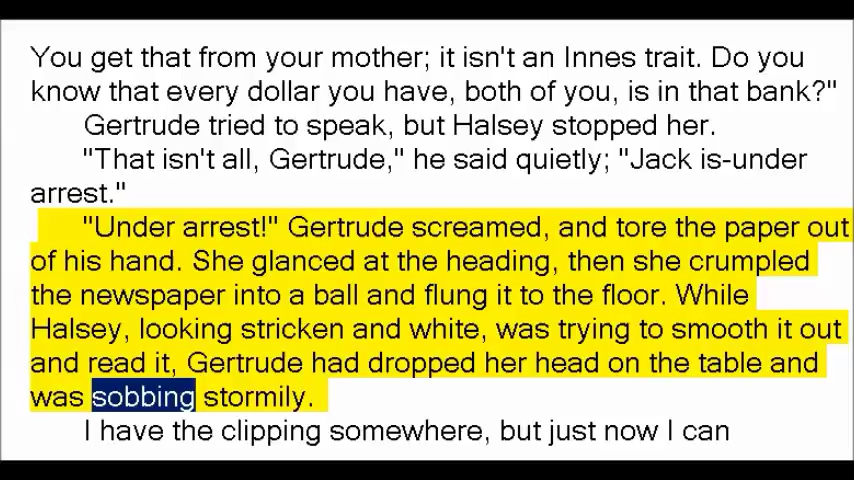 You get that from your mother; it isn't an Innes trait. Do you
know that every dollar you have, both of you, is in that bank?"
Gertrude tried to speak, but Halsey stopped her.
"That isn't all, Gertrude," he said quietly; "Jack is-under
arrest."
"Under arrest!" Gertrude screamed, and tore the paper out
of his hand. She glanced at the heading, then she crumpled
the newspaper into a ball and flung it to the floor. While
Halsey, looking stricken and white, was trying to smooth it out
and read it, Gertrude had dropped her head on the table and
was sobbing stormily.
I have the clipping somewhere, but just now I can